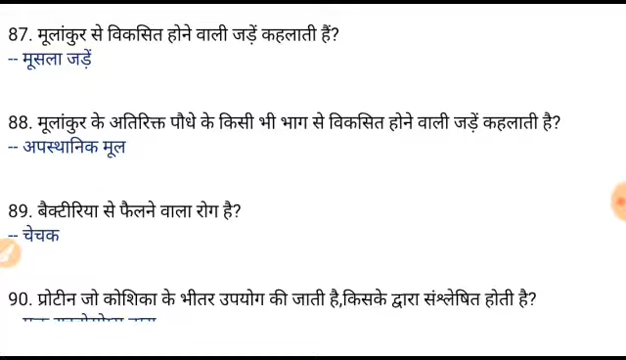 87. मूलांकुर से विकसित होने वाली जड़ें कहलाती हैं?
-- मूसला जड़ें
88. मूलांकुर के अतिरिक्त पौधे के किसी भी भाग से विकसित होने वाली जड़ें कहलाती है?
-- अपस्थानिक मूल
89. बैक्टीरिया से फैलने वाला रोग है?
-- चेचक
90. प्रोटीन जो कोशिका के भीतर उपयोग की जाती है,किसके द्वारा संश्लेषित होती है?